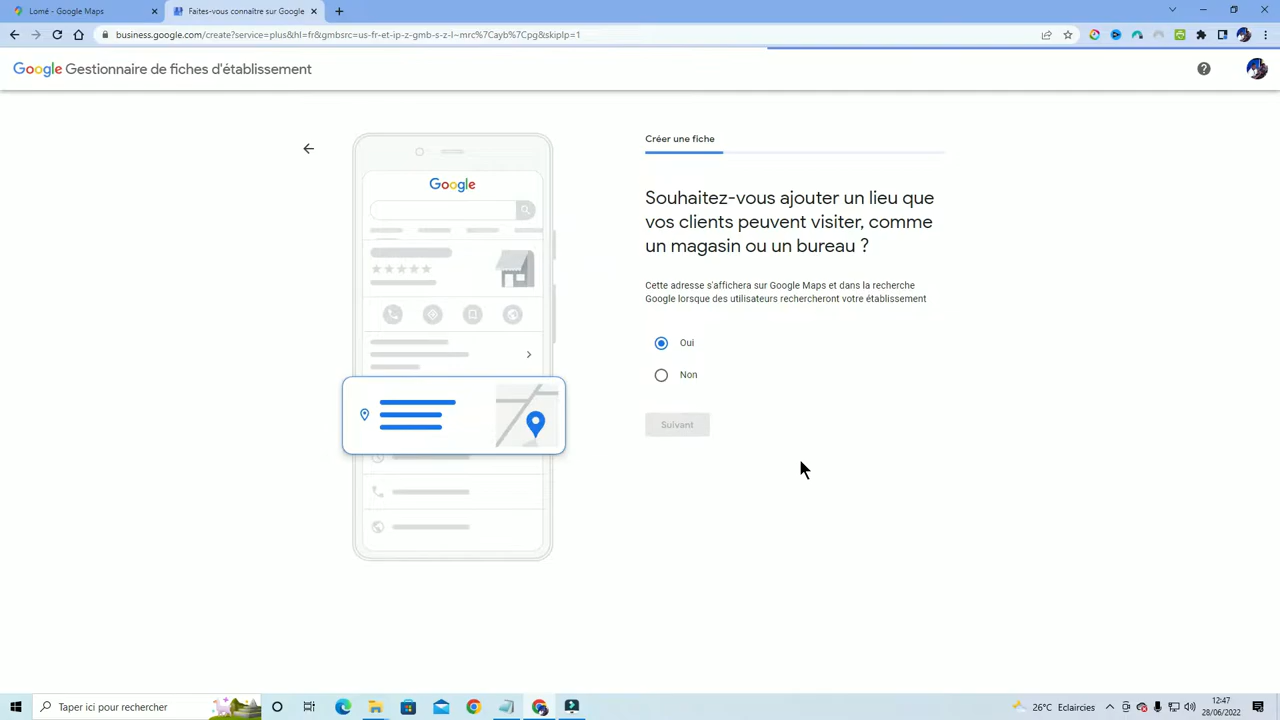 Lomé - Google Maps
Faites-vous connaître sur Google
business.google.com/create?service=plus&hl=fr&gmbsrc=us-fr-et-ip-z-gmb-s-z-l~mrc%7Cayb%7Cpg&skiplp=1
Google Gestionnaire de fiches d'établissement
Google
Créer une fiche
Souhaitez-vous ajouter un lieu que
vos clients peuvent visiter, comme
un magasin ou un bureau ?
Cette adresse s'affichera sur Google Maps et dans la recherche
Google lorsque des utilisateurs rechercheront votre établissement
Oui
Non
Suivant
Taper ici pour rechercher
26°C Eclaircies
12:47
28/06/2022